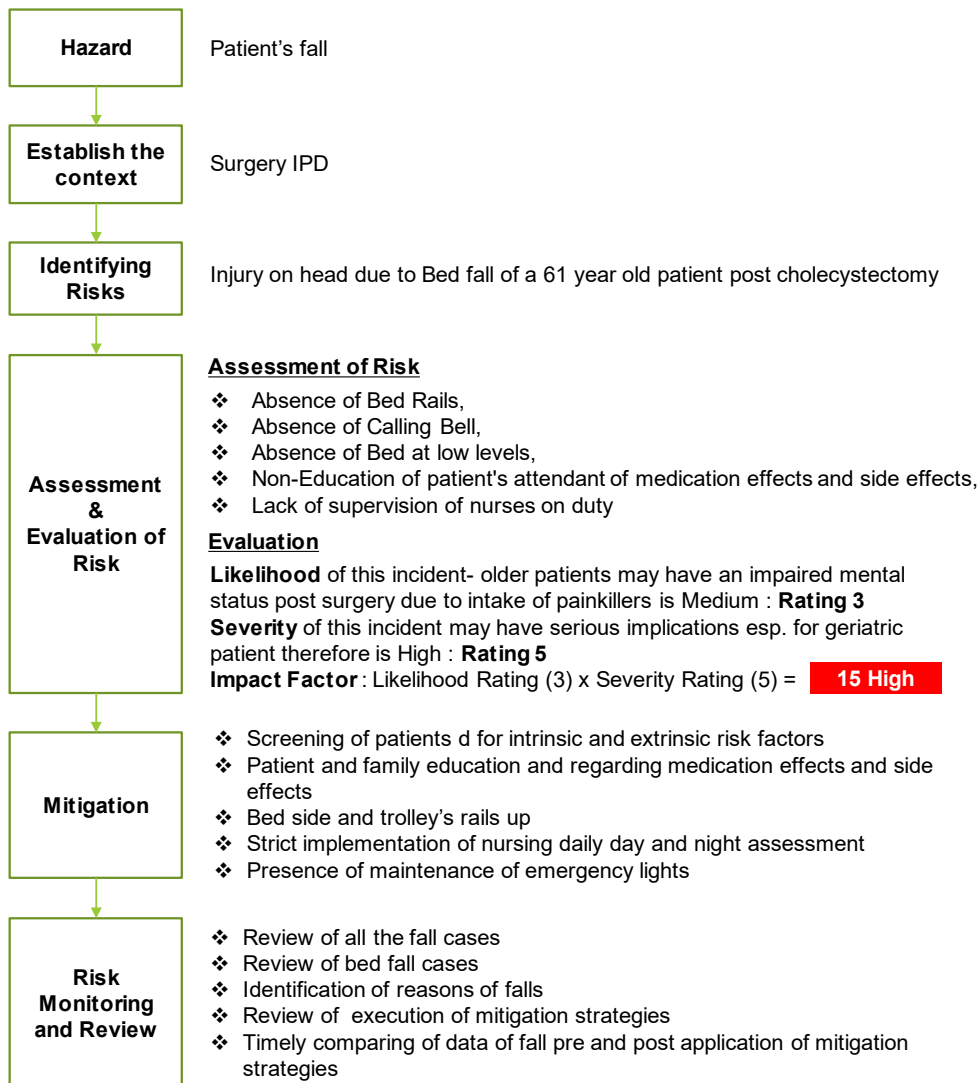 Hazard
Patient's fall
Establish the
context
Surgery IPD
Identifying
Risks
Injury on head due to Bed fall of a 61 year old patient post cholecystectomy
Assessment
&
Evaluation of
Risk
Assessment of Risk
❖ Absence of Bed Rails,
❖ Absence of Calling Bell,
❖ Absence of Bed at low levels,
❖ Non-Education of patient's attendant of medication effects and side effects,
❖ Lack of supervision of nurses on duty
Evaluation
Likelihood of this incident- older patients may have an impaired mental
status post surgery due to intake of painkillers is Medium : Rating 3
Severity of this incident may have serious implications esp. for geriatric
patient therefore is High : Rating 5
Impact Factor : Likelihood Rating (3) x Severity Rating (5) = 15 High
Mitigation
❖ Screening of patients d for intrinsic and extrinsic risk factors
❖ Patient and family education and regarding medication effects and side
effects
❖ Bed side and trolley's rails up
❖ Strict implementation of nursing daily day and night assessment
❖ Presence of maintenance of emergency lights
Risk
Monitoring
and Review
❖ Review of all the fall cases
❖ Review of bed fall cases
❖ Identification of reasons of falls
❖ Review of execution of mitigation strategies
❖ Timely comparing of data of fall pre and post application of mitigation
strategies